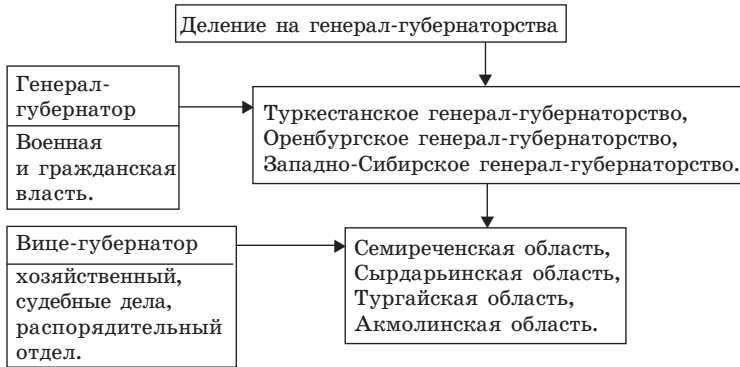 Деление на генерал-губернаторства
Генерал-
губернатор
Военная
и гражданская
власть.
Туркестанское генерал-губернаторство,
Оренбургское генерал-губернаторство,
Западно-Сибирское генерал-губернаторство.
Вице-губернатор
хозяйственный,
судебные дела,
распорядительный
отдел.
Семиреченская область,
Сырдарьинская область,
Тургайская область,
Акмолинская область.